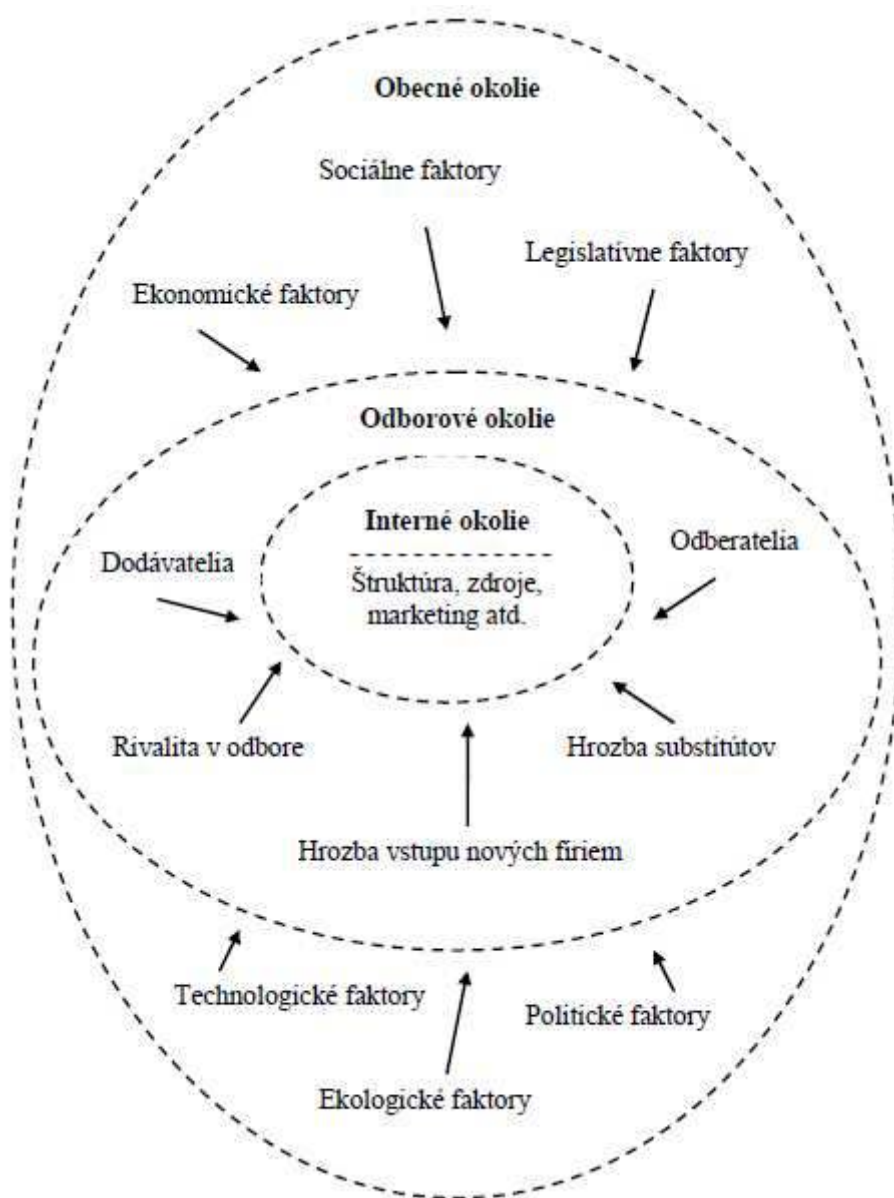 Obecné okolie
Sociálne faktory
Legislatívne faktory
Ekonomické faktory
Odborové okolie
Interné okolie
Odberatelia
Dodávatelia
Štruktúra, zdroje,
marketing atd.
Rivalita v odbore
Hrozba substitútov
Hrozba vstupu nových fíriem
Technologické faktory
Politické faktory
Ekologické faktory